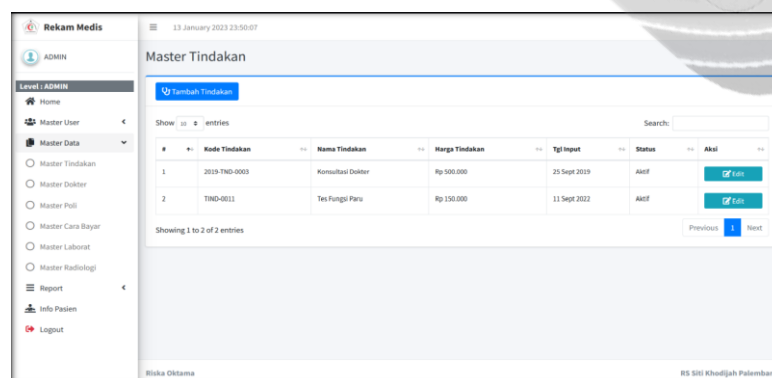 Rekam Medis
13 January 2023 23:50:07
ADMIN
Master Tindakan
Level : ADMIN
Home
Master User
Master Data
Master Tindakan
Master Dokter
Master Poli
Master Cara Bayar
Master Laborat
Master Radiologi
Report
Info Pasien
Logout
Tambah Tindakan
Show 10 entries
Search:
# Kode Tindakan Nama Tindakan Harga Tindakan Tgl Input Status Aksi
1 2019-TND-0003 Konsultasi Dokter Rp 500.000 25 Sept 2019 Aktif Edit
2 TIND-0011 Tes Fungsi Paru Rp 150.000 11 Sept 2022 Aktif Edit
Showing 1 to 2 of 2 entries
Previous 1 Next
Riska Oktama
RS Siti Khodijah Palemban